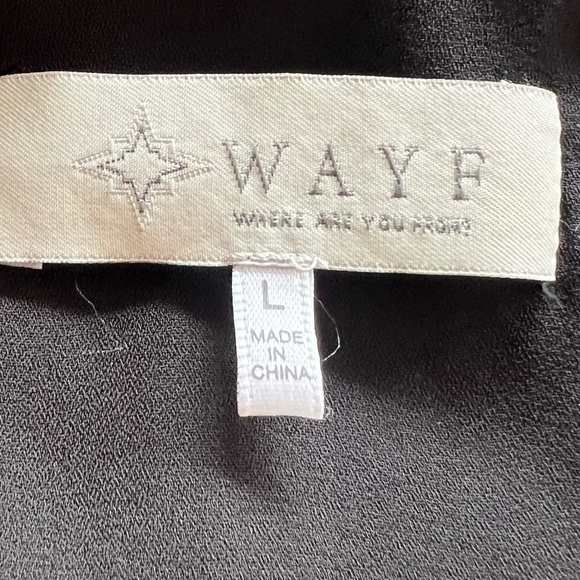 WAYF
WHERE ARE YOU FROM?
L
MADE
IN
CHINA